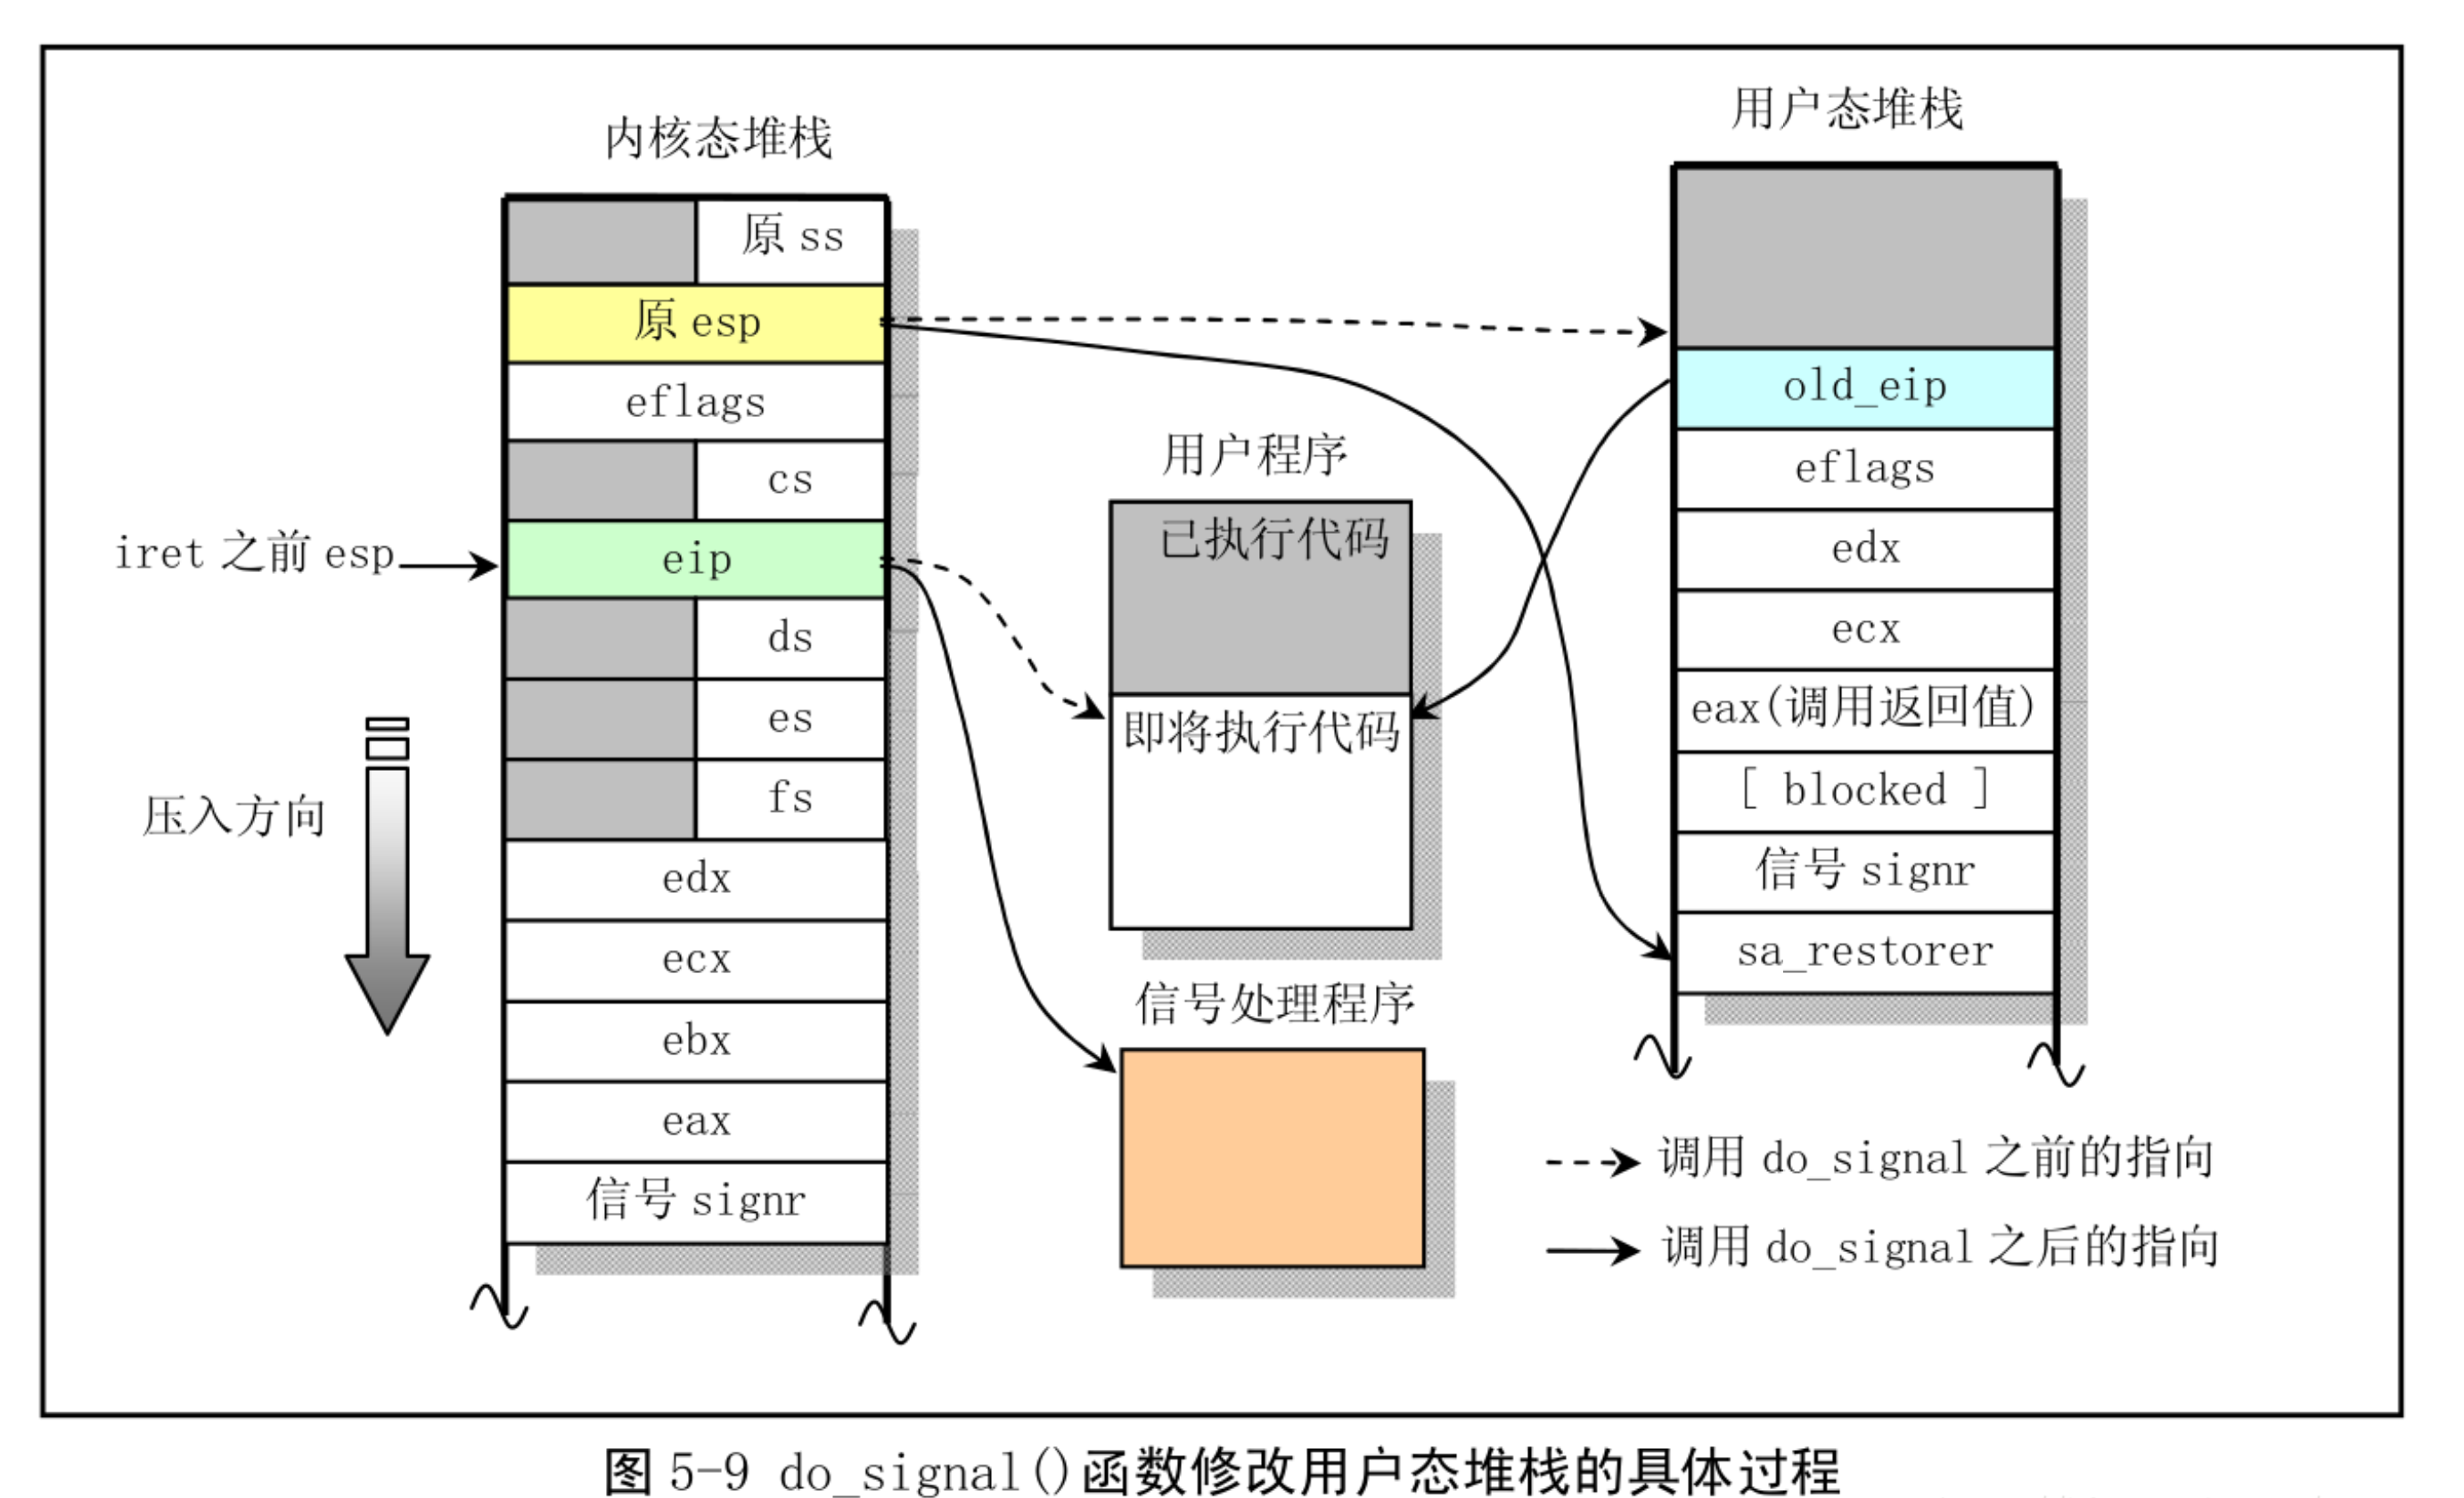 内核态堆栈
原 ss
原 esp
eflags
cs
iret 之前 esp
eip
ds
es
fs
压入方向
edx
ecx
ebx
eax
信号 signr
用户程序
已执行代码
即将执行代码
信号处理程序
用户态堆栈
old_eip
eflags
edx
ecx
eax(调用返回值)
[ blocked ]
信号 signr
sa_restorer
调用 do_signal 之前的指向
调用 do_signal 之后的指向
图 5-9 do_signal()函数修改用户态堆栈的具体过程